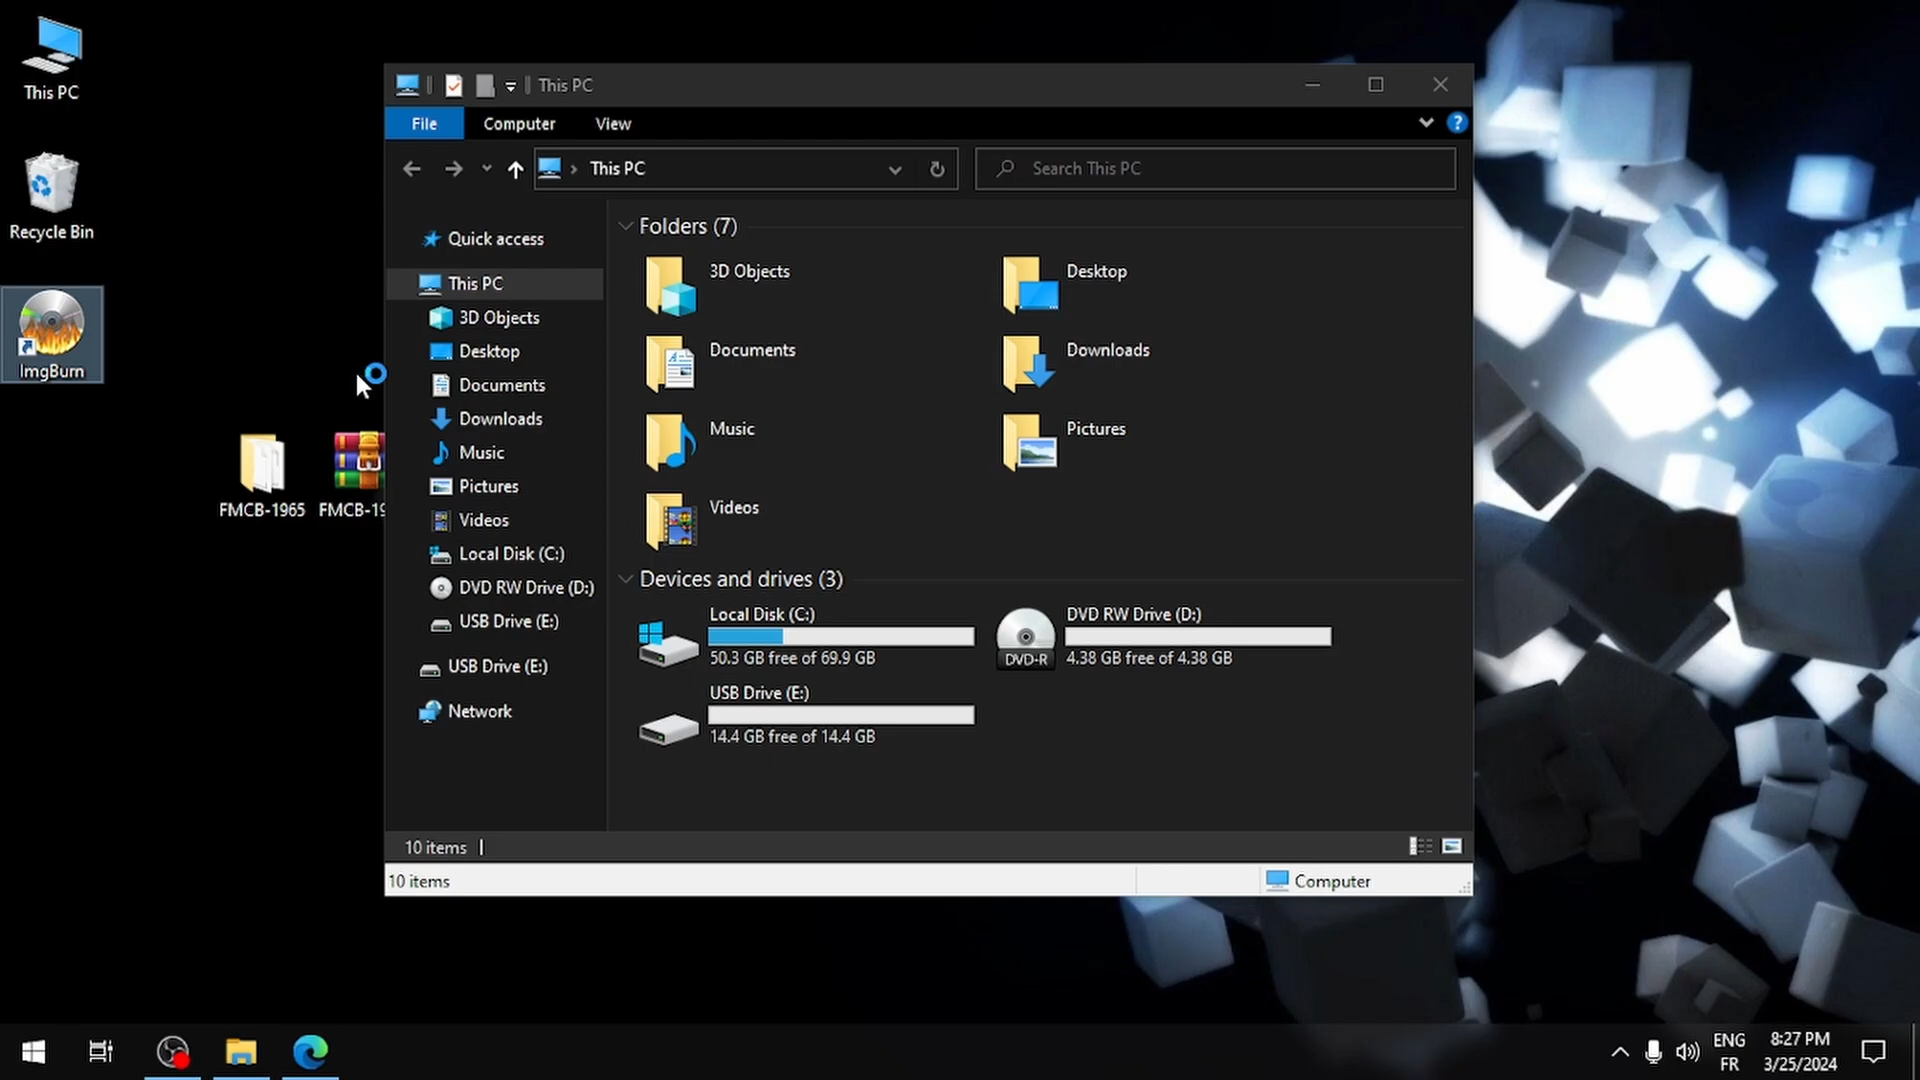 This PC
Recycle Bin
ImgBurn
FMCB-1965
FMCB-19
This PC
File
Computer
View
?
This PC
Search This PC
Quick access
This PC
3D Objects
Desktop
Documents
Downloads
Music
Pictures
Videos
Local Disk (C:)
DVD RW Drive (D:)
USB Drive (E:)
USB Drive (E:)
Network
Folders (7)
3D Objects
Desktop
Documents
Downloads
Music
Pictures
Videos
Devices and drives (3)
Local Disk (C:)
50.3 GB free of 69.9 GB
DVD-R
DVD RW Drive (D:)
4.38 GB free of 4.38 GB
USB Drive (E:)
14.4 GB free of 14.4 GB
10 items
10 items
Computer
ENG
FR
8:27 PM
3/25/2024